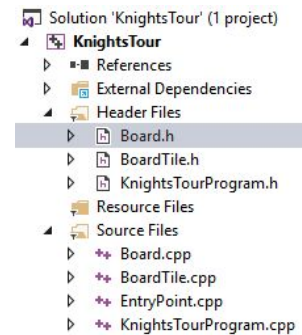 Solution 'KnightsTour' (1 project)
KnightsTour
References
External Dependencies
Header Files
Board.h
BoardTile.h
KnightsTourProgram.h
Resource Files
Source Files
Board.cpp
BoardTile.cpp
EntryPoint.cpp
KnightsTourProgram.cpp